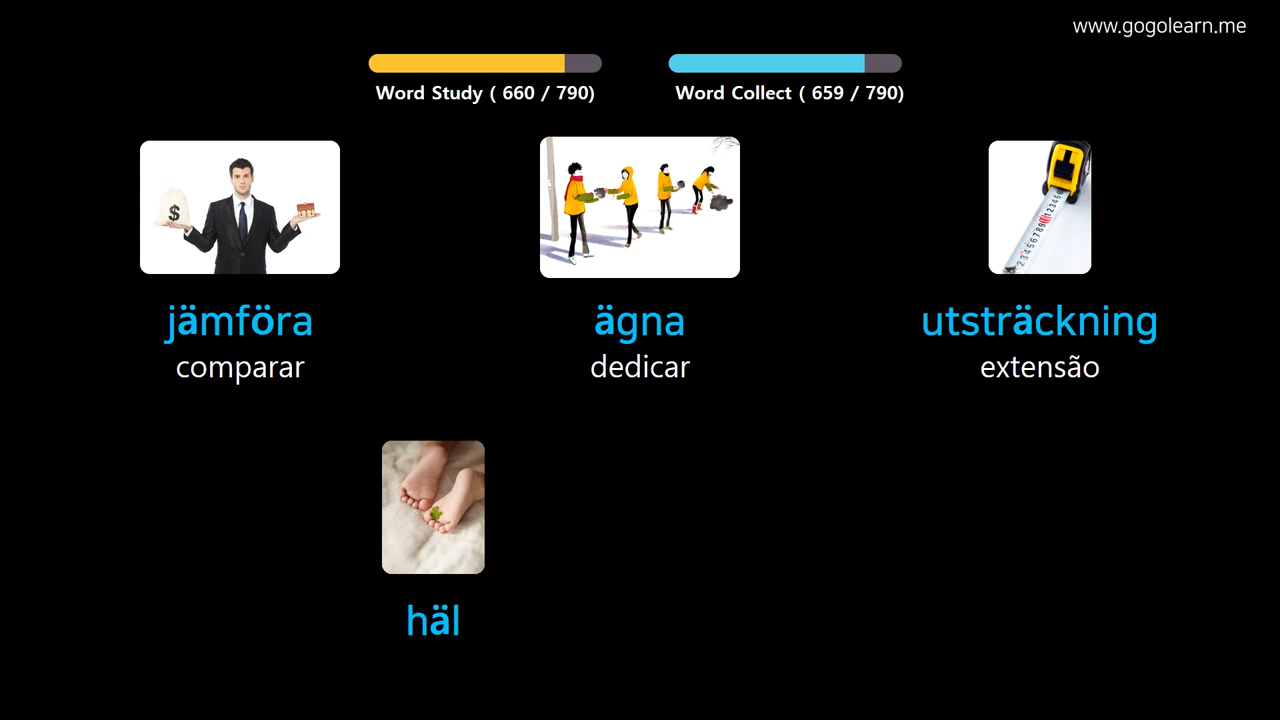 www.gogolearn.me
Word Study ( 660 / 790)
Word Collect ( 659 / 790)
jämföra
comparar
ägna
dedicar
utsträckning
extensão
häl